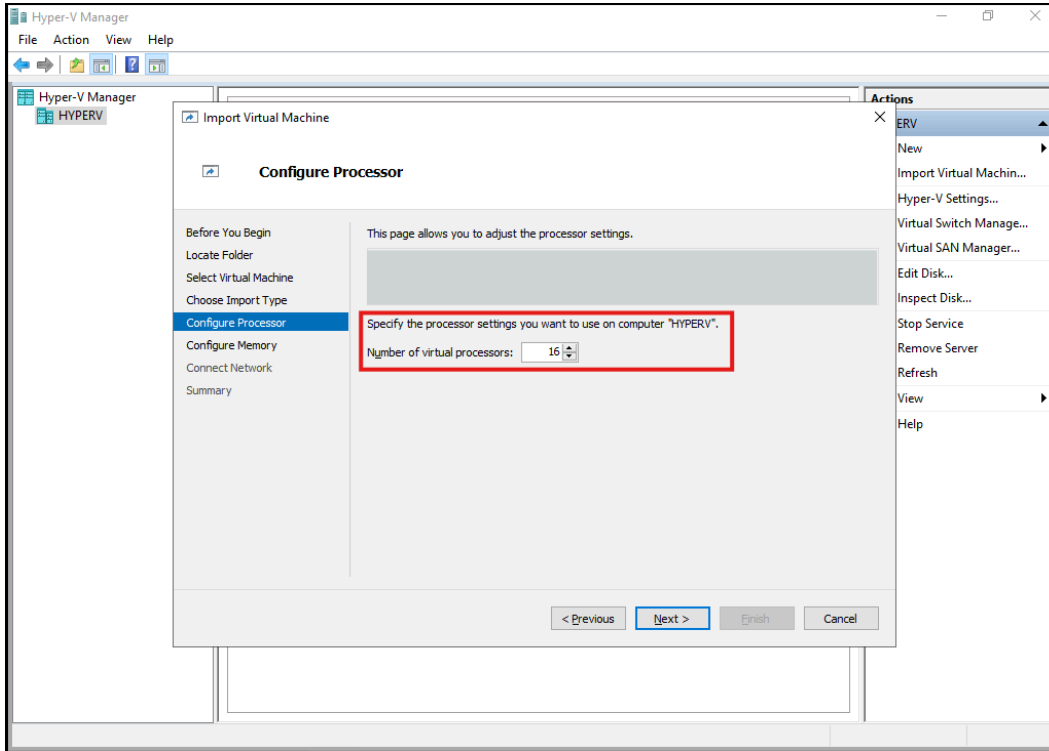 Hyper-V Manager
File Action View Help
Hyper-V Manager
HYPERV
Import Virtual Machine
Configure Processor
Before You Begin
Locate Folder
Select Virtual Machine
Choose Import Type
Configure Processor
Configure Memory
Connect Network
Summary
This page allows you to adjust the processor settings.
Specify the processor settings you want to use on computer "HYPERV".
Number of virtual processors: 16
< Previous Next > Finish Cancel
Actions
ERV
New
Import Virtual Machin...
Hyper-V Settings...
Virtual Switch Manage...
Virtual SAN Manager...
Edit Disk...
Inspect Disk...
Stop Service
Remove Server
Refresh
View
Help